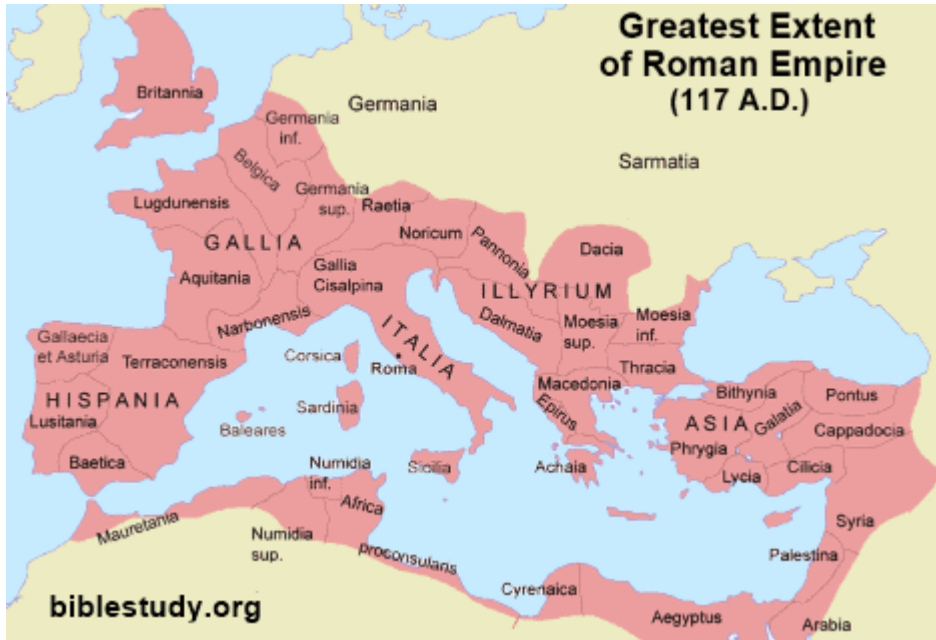 Greatest Extent
of Roman Empire
(117 A.D.)
Britannia
Germania
Germania
inf.
Sarmatia
Belgica
Germania
sup.
Lugdunensis
Raetia
Noricum
Pannonia
Dacia
GALLIA
Aquitania
Gallia
Cisalpina
ILLYRIUM
Dalmatia
Moesia
sup.
Moesia
inf.
Narbonensis
ITALIA
Gallaecia
et Asturia
Terraconensis
Corsica
Roma
Thracia
Macedonia
Epirus
Bithynia
Pontus
HISPANIA
Lusitania
Sardinia
Baleares
ASIA
Galatia
Cappadocia
Phrygia
Baetica
Numidia
inf.
Sicilia
Achaia
Lycia
Cilicia
Africa
Mauretania
Numidia
sup.
proconsularis
Syria
Palestina
Cyrenaica
Aegyptus
Arabia
biblestudy.org